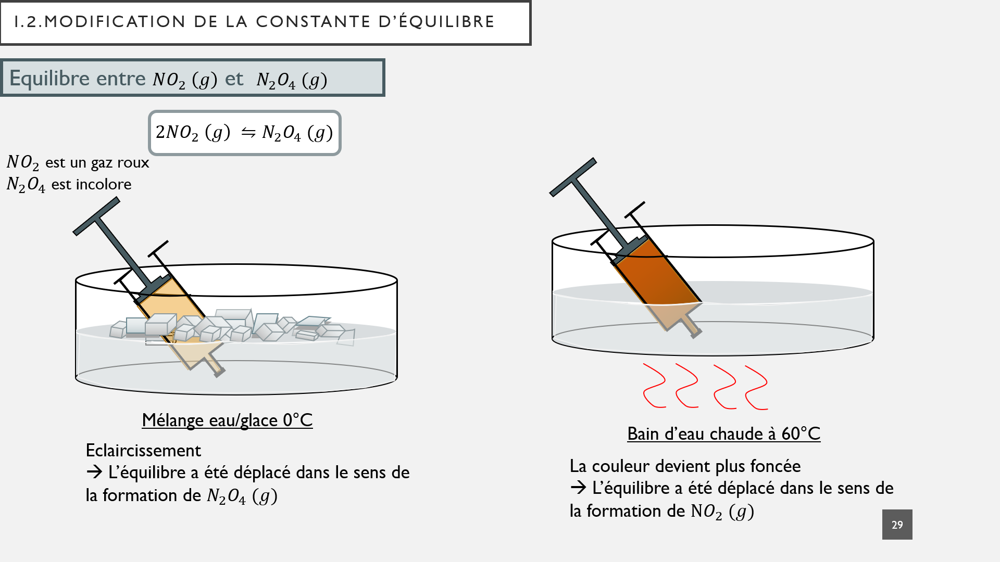 I.2.MODIFICATION DE LA CONSTANTE D’ÉQUILIBRE
Equilibre entre NO₂ (g) et N₂O₄ (g)
2NO₂ (g) ⇋ N₂O₄ (g)
NO₂ est un gaz roux
N₂O₄ est incolore
Mélange eau/glace 0°C
Eclaircissement
→ L’équilibre a été déplacé dans le sens de
la formation de N₂O₄ (g)
Bain d’eau chaude à 60°C
La couleur devient plus foncée
→ L’équilibre a été déplacé dans le sens de
la formation de NO₂ (g)
29